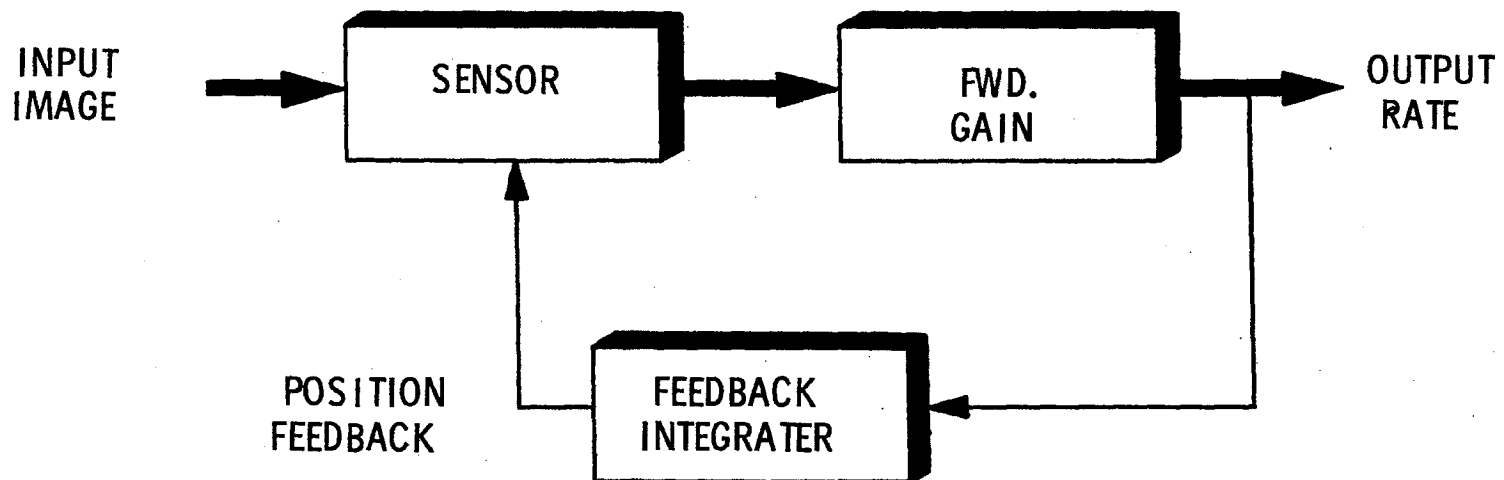 INPUT
IMAGE
SENSOR
FWD.
GAIN
OUTPUT
RATE
POSITION
FEEDBACK
FEEDBACK
INTEGRATER